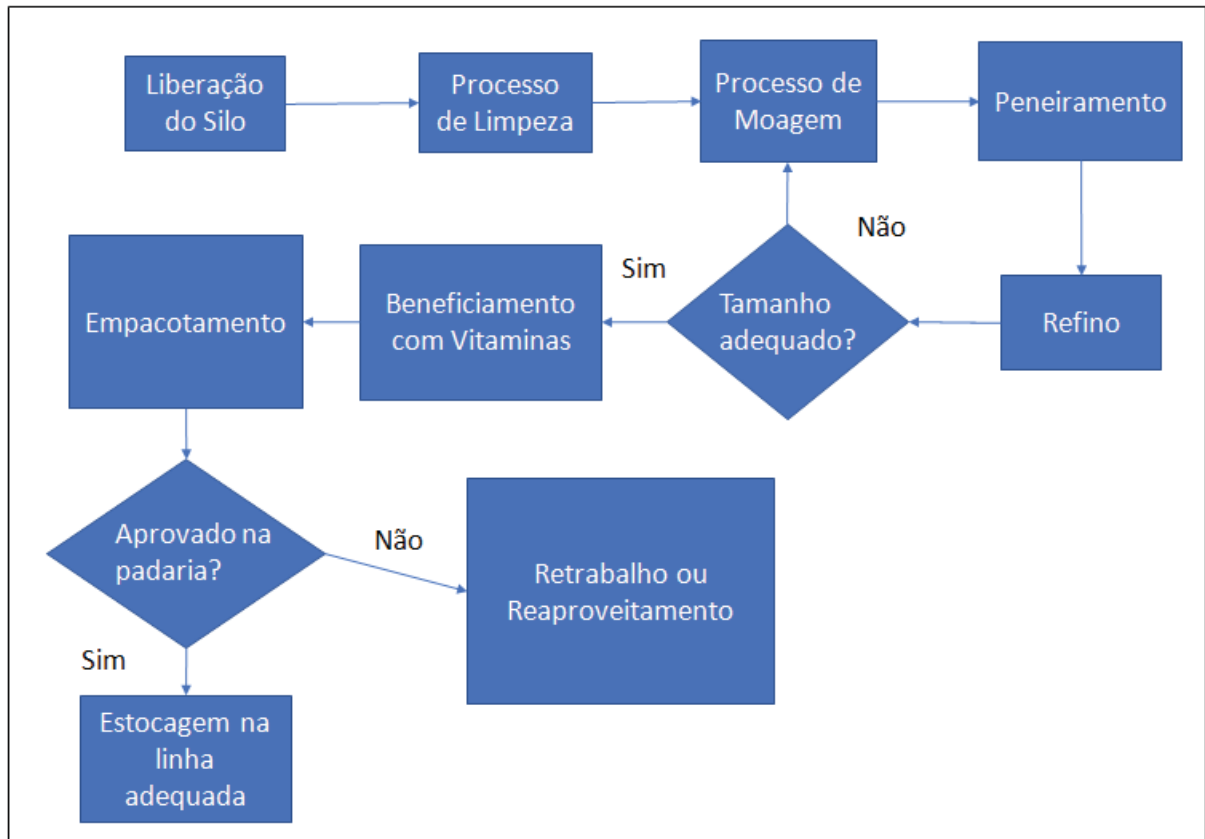 Liberação
do Silo
Processo
de Limpeza
Processo de
Moagem
Peneiramento
Não
Sim
Empacotamento
Beneficiamento
com Vitaminas
Tamanho
adequado?
Refino
Aprovado na
padaria?
Não
Retrabalho ou
Reaproveitamento
Sim
Estocagem na
linha
adequada